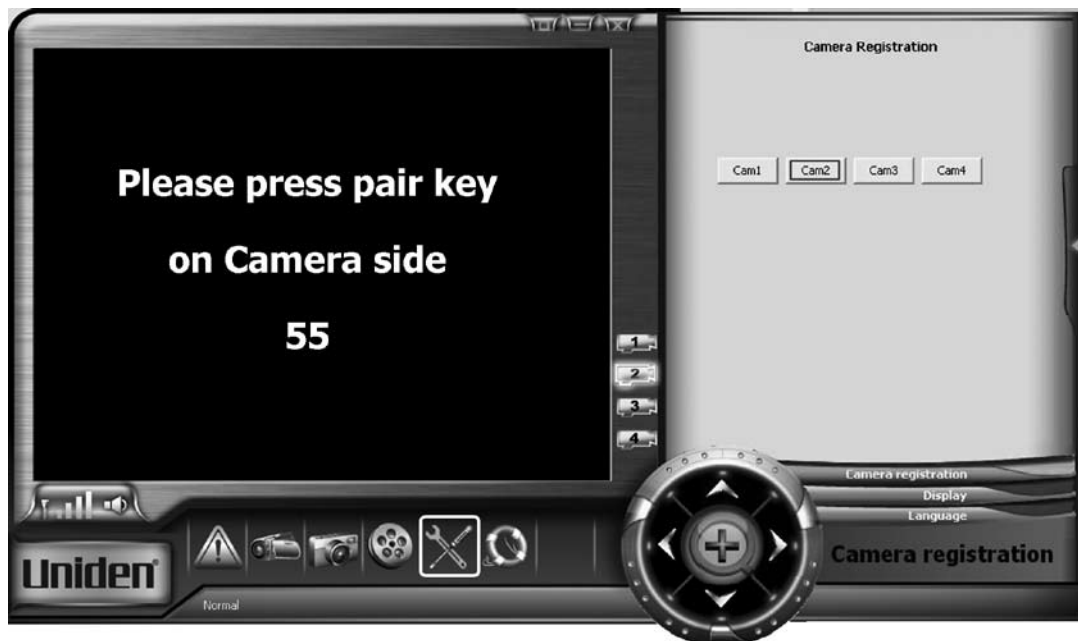 Camera Registration
Please press pair key
on Camera side
55
Cam1 Cam2 Cam3 Cam4
1
2
3
4
Camera registration
Display
Language
Camera registration
Uniden
Normal